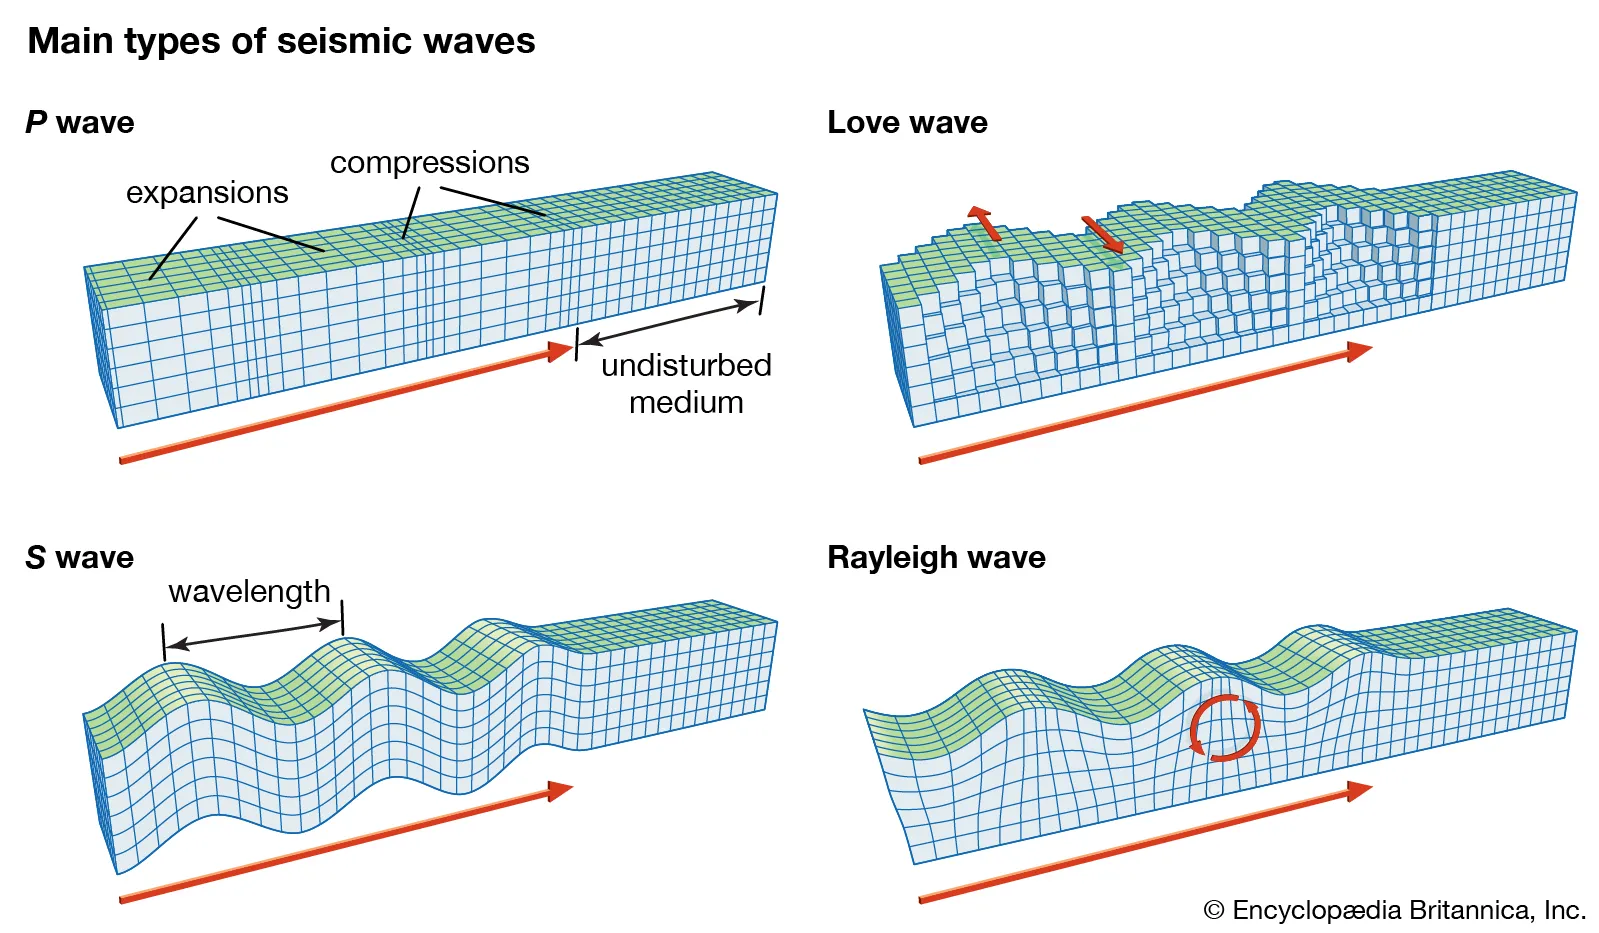 Main types of seismic waves
P wave
compressions
expansions
undisturbed
medium
Love wave
S wave
wavelength
Rayleigh wave
© Encyclopædia Britannica, Inc.